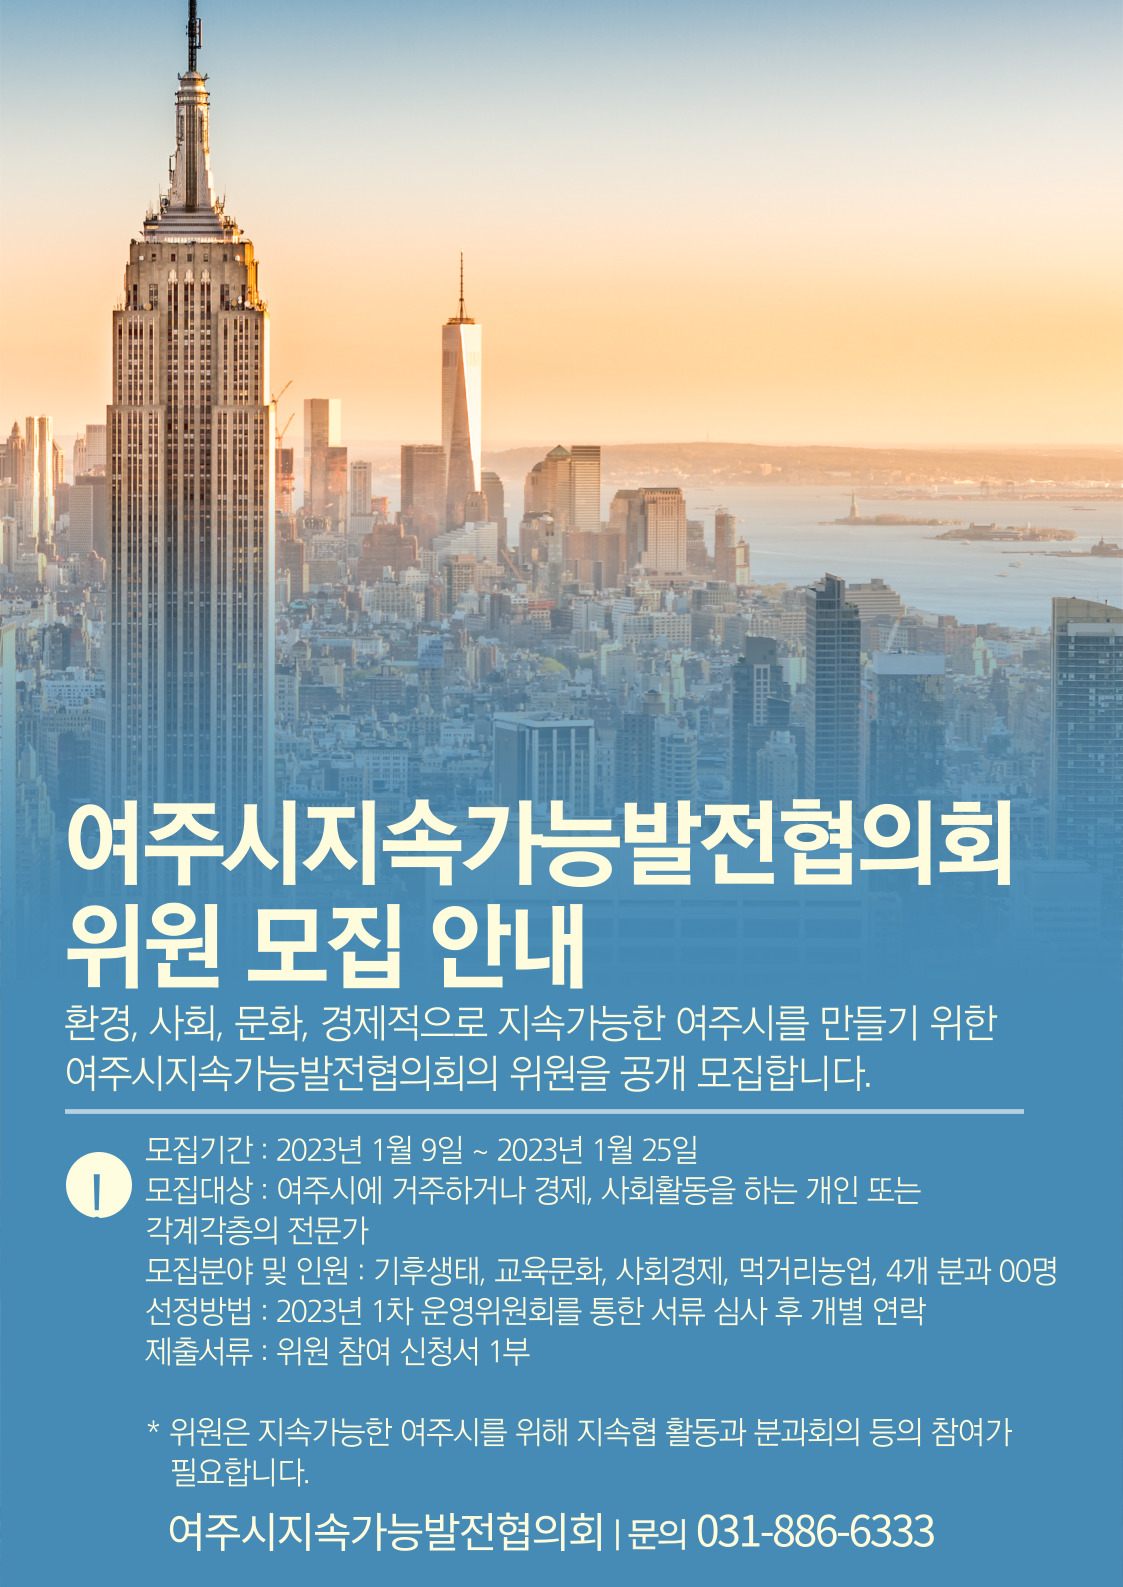 여주시지속가능발전협의회
위원 모집 안내
환경, 사회, 문화, 경제적으로 지속가능한 여주시를 만들기 위한
여주시지속가능발전협의회의 위원을 공개 모집합니다.
!
모집기간 : 2023년 1월 9일 ~ 2023년 1월 25일
모집대상 : 여주시에 거주하거나 경제, 사회활동을 하는 개인 또는
각계각층의 전문가
모집분야 및 인원 : 기후생태, 교육문화, 사회경제, 먹거리농업, 4개 분과 00명
선정방법 : 2023년 1차 운영위원회를 통한 서류 심사 후 개별 연락
제출서류 : 위원 참여 신청서 1부
* 위원은 지속가능한 여주시를 위해 지속협 활동과 분과회의 등의 참여가
필요합니다.
여주시지속가능발전협의회 | 문의 031-886-6333